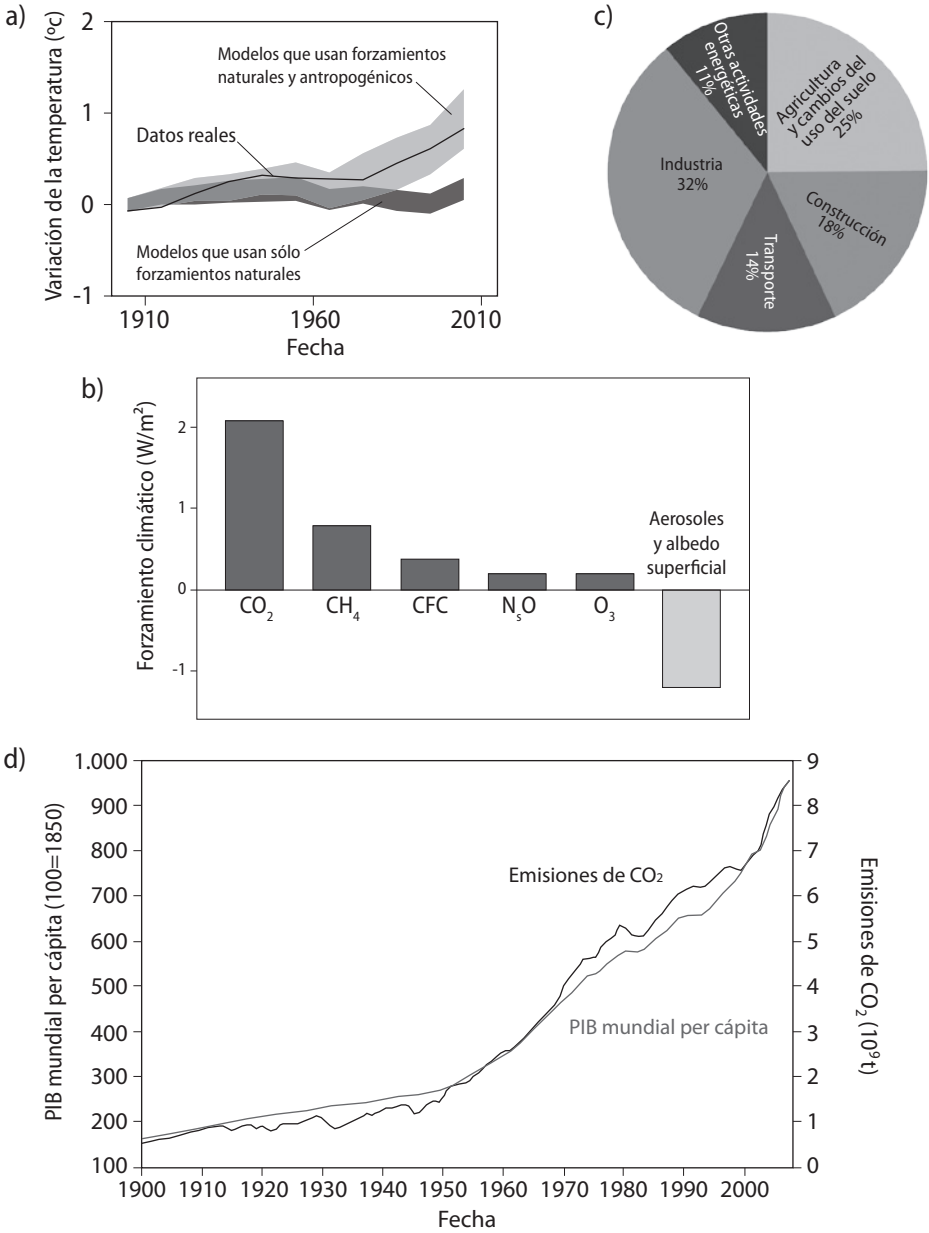 a)
Variación de la temperatura (ºc)
2
1
0
-1
Modelos que usan forzamientos
naturales y antropogénicos
Datos reales
Modelos que usan sólo
forzamientos naturales
1910
1960
2010
Fecha
c)
Otras actividades
energéticas
11%
Agricultura
y cambios del
uso del suelo
25%
Industria
32%
Construcción
18%
Transporte
14%
b)
Forzamiento climático (W/m²)
2
1
0
-1
CO₂
CH₄
CFC
NₛO
O₃
Aerosoles
y albedo
superficial
d)
PIB mundial per cápita (100=1850)
1.000
900
800
700
600
500
400
300
200
100
Emisiones de CO₂
PIB mundial per cápita
9
8
7
6
5
4
3
2
1
0
Emisiones de CO₂ (10⁹ t)
1900 1910 1920 1930 1940 1950 1960 1970 1980 1990 2000
Fecha